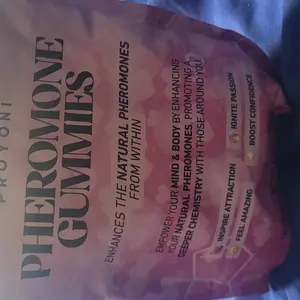 PROYONI
PHEROMONE
GUMMIES
ENHANCES THE NATURAL PHEROMONES
FROM WITHIN
EMPOWER YOUR MIND & BODY BY ENHANCING
YOUR NATURAL PHEROMONES, PROMOTING A
DEEPER CHEMISTRY WITH THOSE AROUND YOU
INSPIRE ATTRACTION
IGNITE PASSION
FEEL AMAZING
BOOST CONFIDENCE